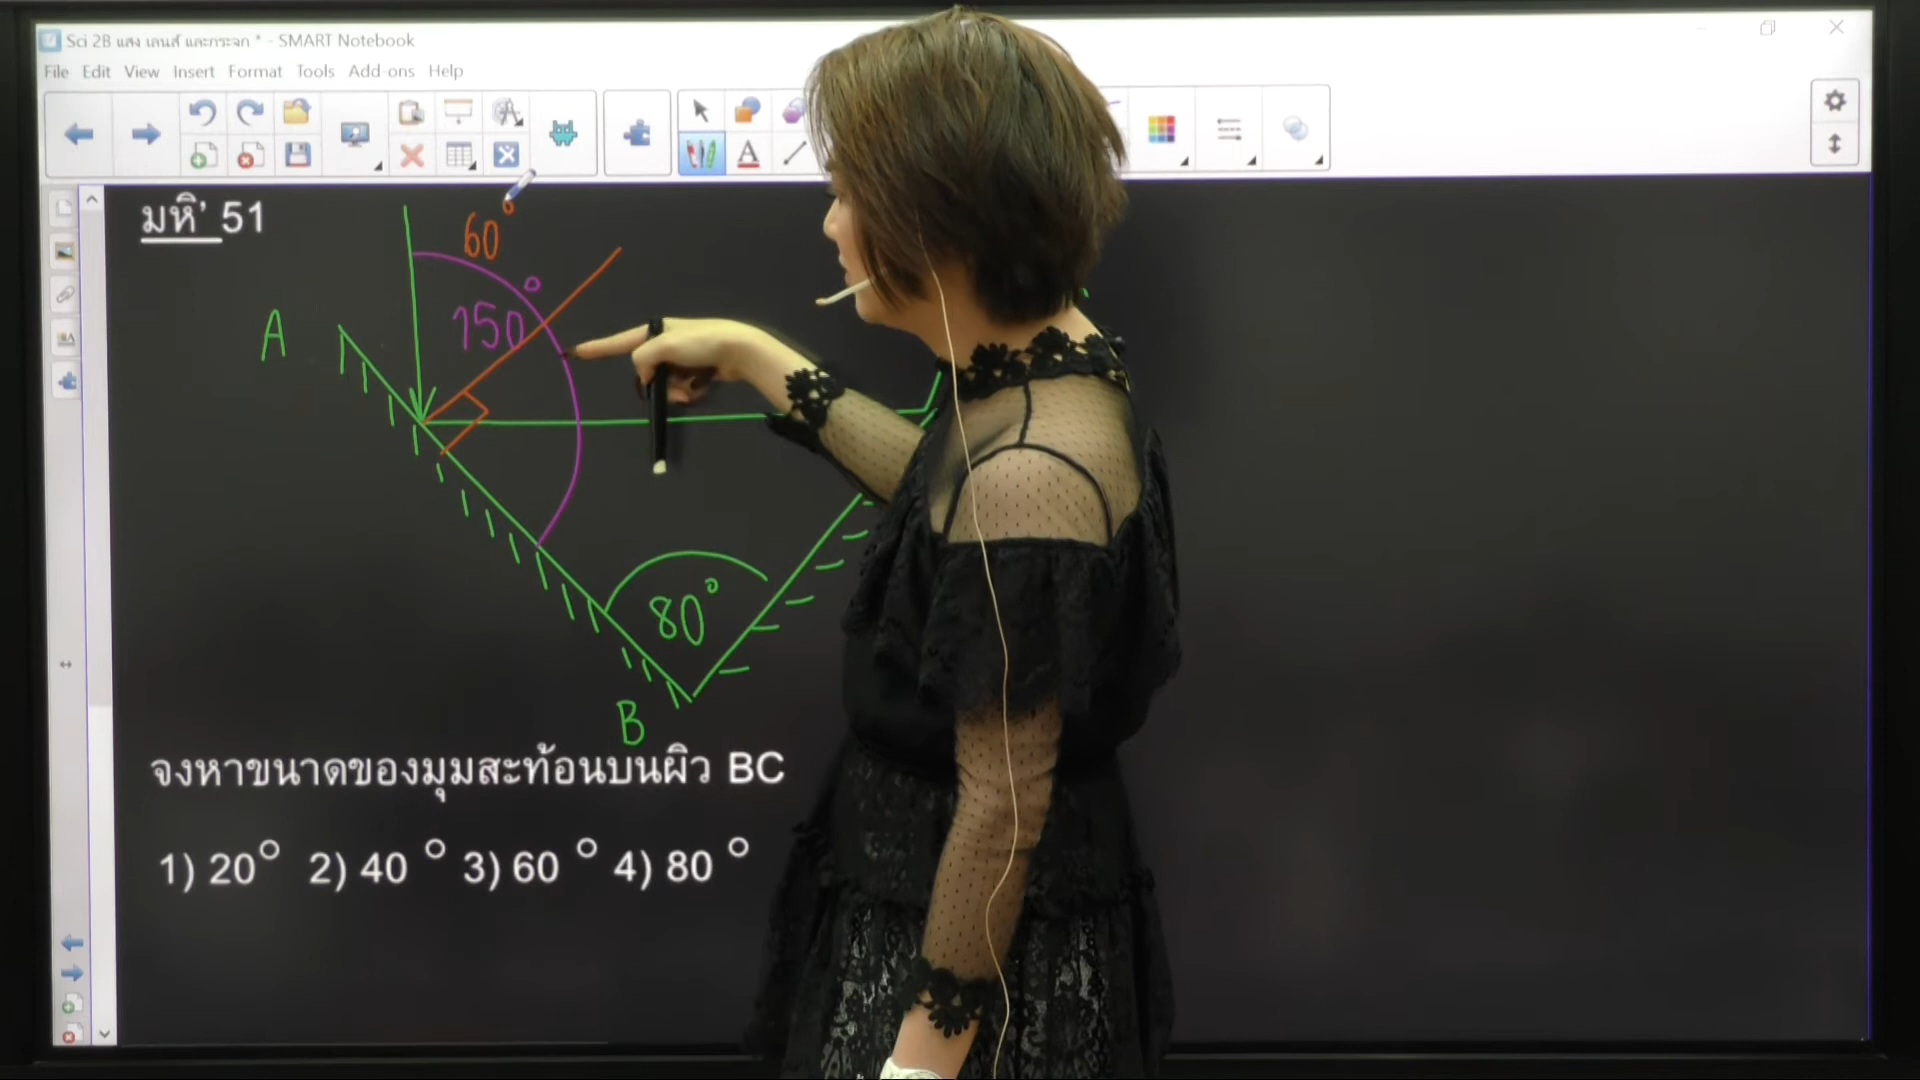 Sci 2B แสง เลนส์ และกระจก * - SMART Notebook
File Edit View Insert Format Tools Add-ons Help
มหิ' 51
60°
150°
A
80°
B
จงหาขนาดของมุมสะท้อนบนผิว BC
1) 20° 2) 40° 3) 60° 4) 80°